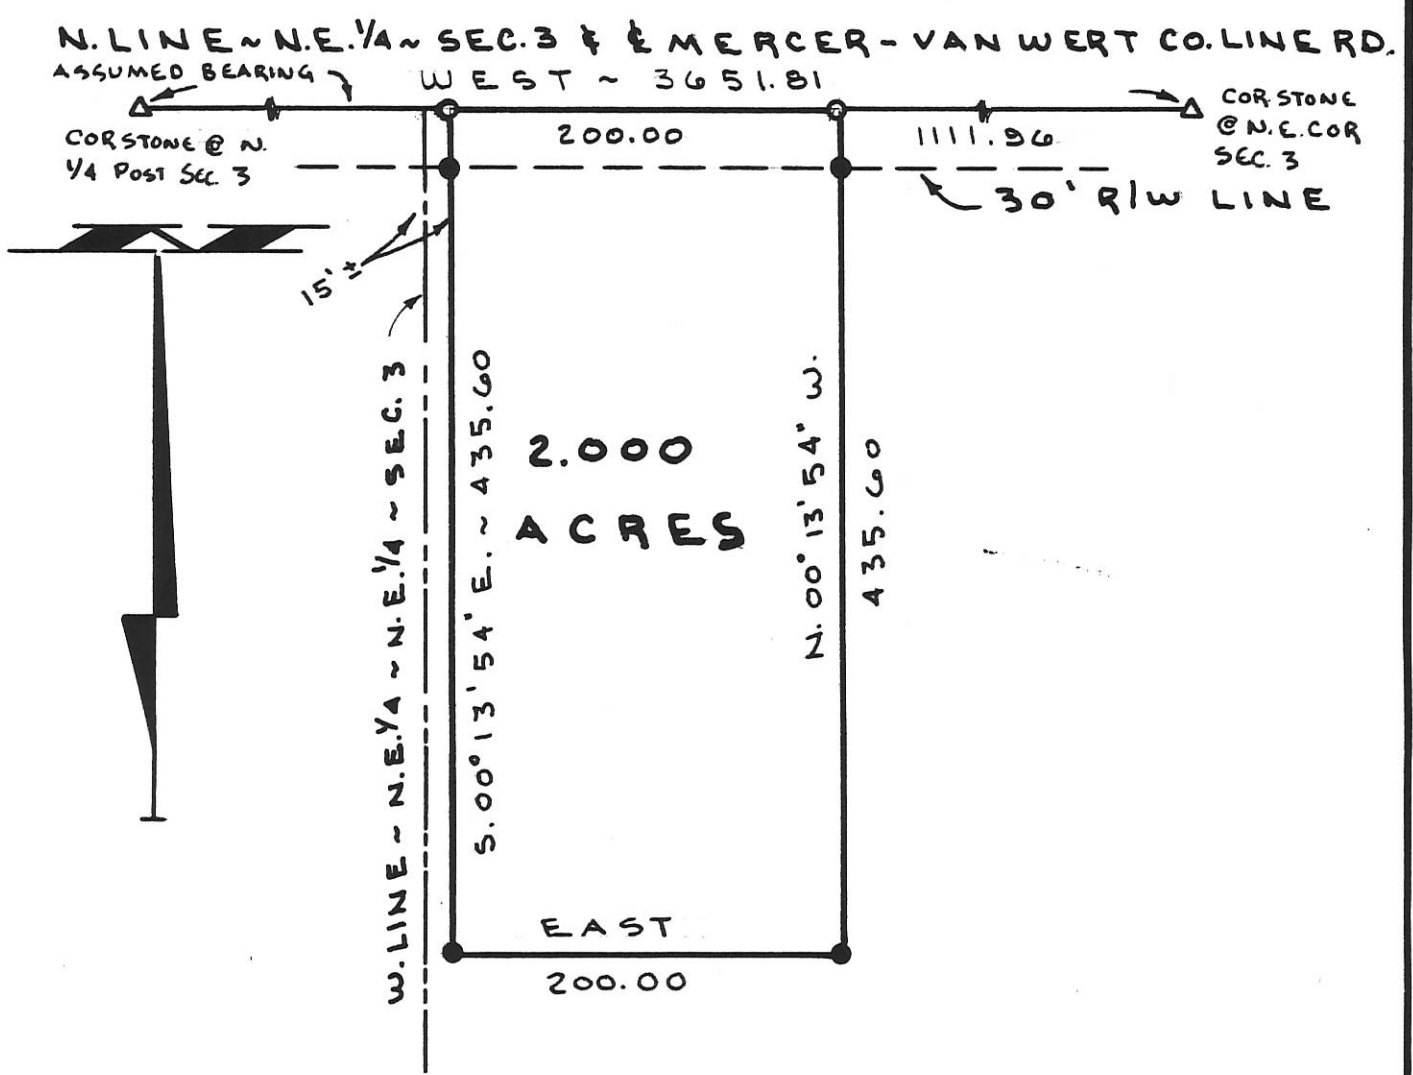 N. LINE ~ N.E. 1/4 ~ SEC. 3 & ℄ MERCER - VAN WERT CO. LINE RD.
ASSUMED BEARING
WEST ~ 3651.81
COR. STONE
@ N.E. COR
SEC. 3
COR STONE @ N.
1/4 POST SEC. 3
200.00
1111.96
30' R/W LINE
15' ±
W. LINE ~ N.E. 1/4 ~ N.E. 1/4 ~ SEC. 3
S. 00° 13' 54" E. ~ 435.60
2.000
ACRES
N. 00° 13' 54" W.
435.60
EAST
200.00